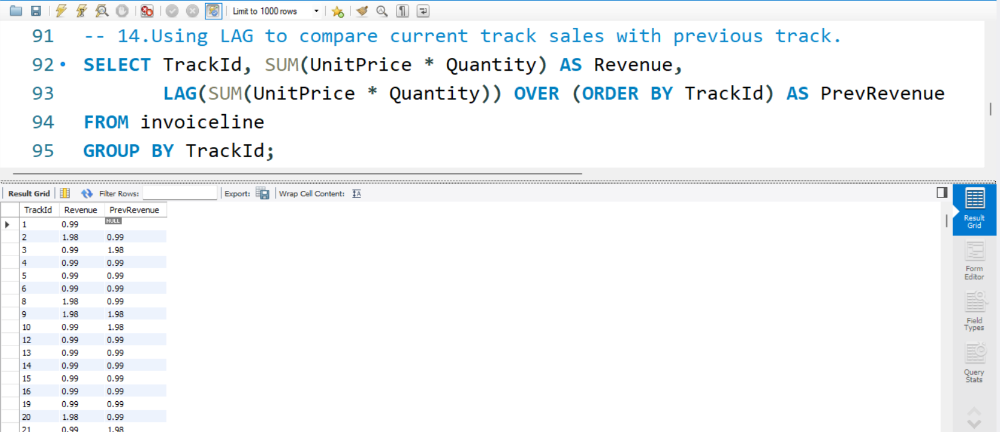 Limit to 1000 rows
91 -- 14.Using LAG to compare current track sales with previous track.
92 SELECT TrackId, SUM(UnitPrice * Quantity) AS Revenue,
93 LAG(SUM(UnitPrice * Quantity)) OVER (ORDER BY TrackId) AS PrevRevenue
94 FROM invoiceline
95 GROUP BY TrackId;
Result Grid Filter Rows: Export: Wrap Cell Content:
TrackId Revenue PrevRevenue
1 0.99 NULL
2 1.98 0.99
3 0.99 1.98
4 0.99 0.99
5 0.99 0.99
6 0.99 0.99
8 1.98 0.99
9 1.98 1.98
10 0.99 1.98
12 0.99 0.99
13 0.99 0.99
14 0.99 0.99
15 0.99 0.99
16 0.99 0.99
19 0.99 0.99
20 1.98 0.99
21 0.99 1.98
Result
Grid
Form
Editor
Field
Types
Query
Stats